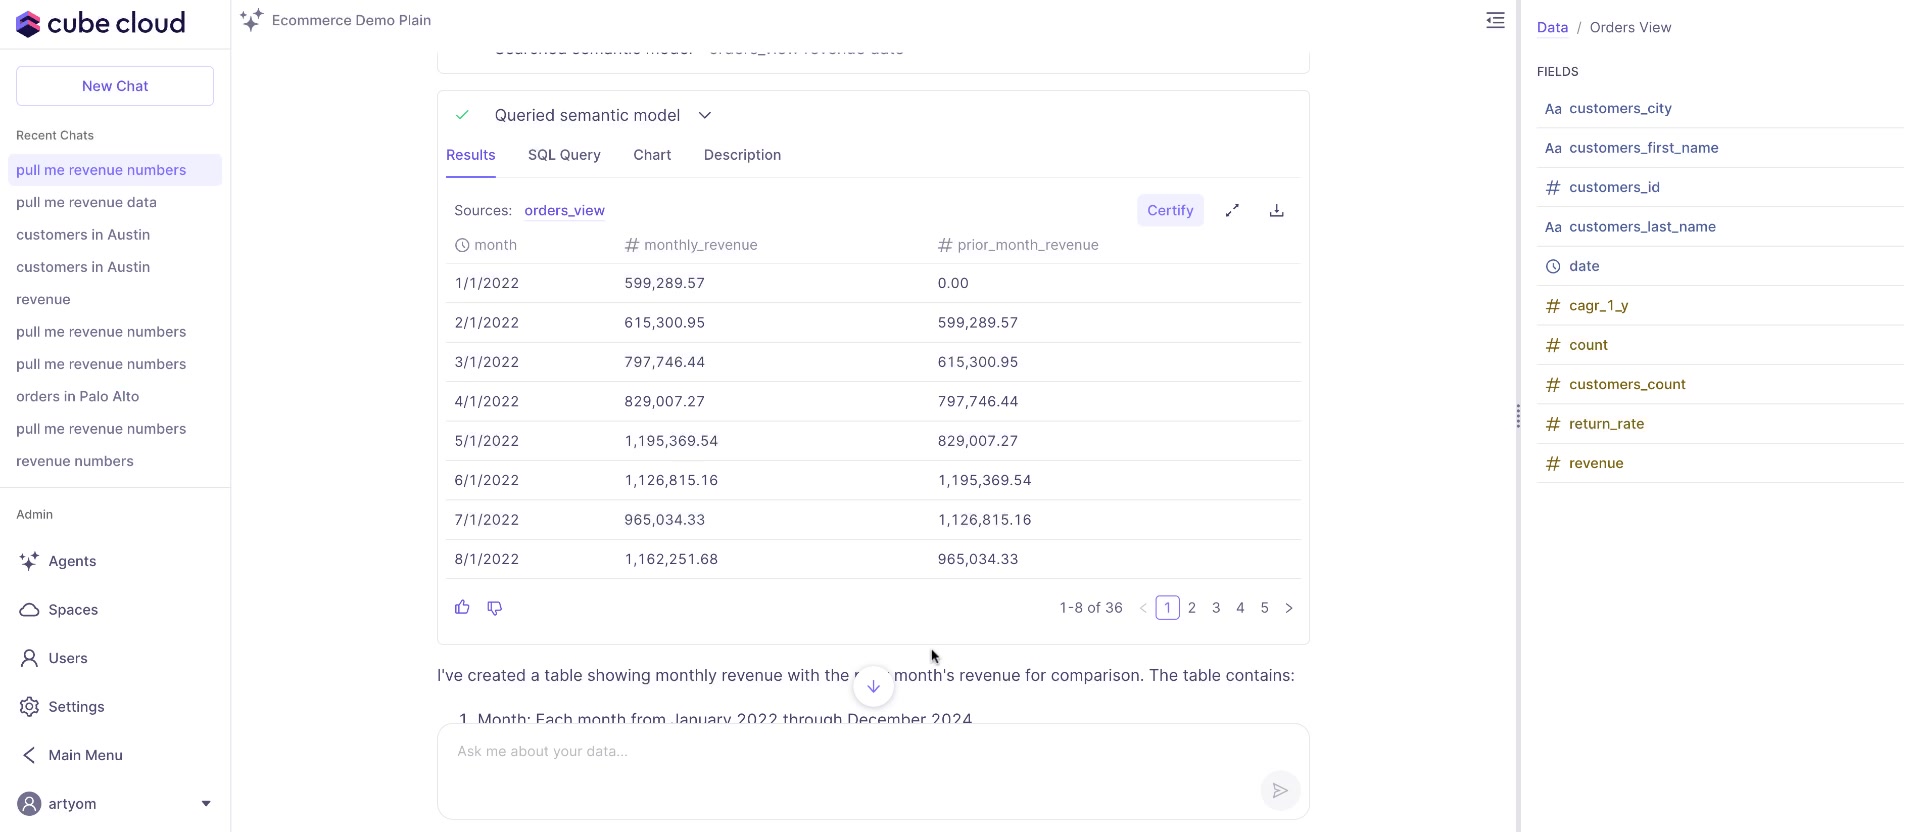 cube cloud
New Chat
Recent Chats
pull me revenue numbers
pull me revenue data
customers in Austin
customers in Austin
revenue
pull me revenue numbers
pull me revenue numbers
orders in Palo Alto
pull me revenue numbers
revenue numbers
Admin
Agents
Spaces
Users
Settings
Main Menu
artyom
Ecommerce Demo Plain
Searched semantic model orders_view revenue date
Queried semantic model
Results SQL Query Chart Description
Sources: orders_view Certify
month # monthly_revenue # prior_month_revenue
1/1/2022 599,289.57 0.00
2/1/2022 615,300.95 599,289.57
3/1/2022 797,746.44 615,300.95
4/1/2022 829,007.27 797,746.44
5/1/2022 1,195,369.54 829,007.27
6/1/2022 1,126,815.16 1,195,369.54
7/1/2022 965,034.33 1,126,815.16
8/1/2022 1,162,251.68 965,034.33
1-8 of 36 < 1 2 3 4 5 >
I've created a table showing monthly revenue with the month's revenue for comparison. The table contains:
1. Month: Each month from January 2022 through December 2024
Ask me about your data...
Data / Orders View
FIELDS
Aa customers_city
Aa customers_first_name
# customers_id
Aa customers_last_name
date
# cagr_1_y
# count
# customers_count
# return_rate
# revenue